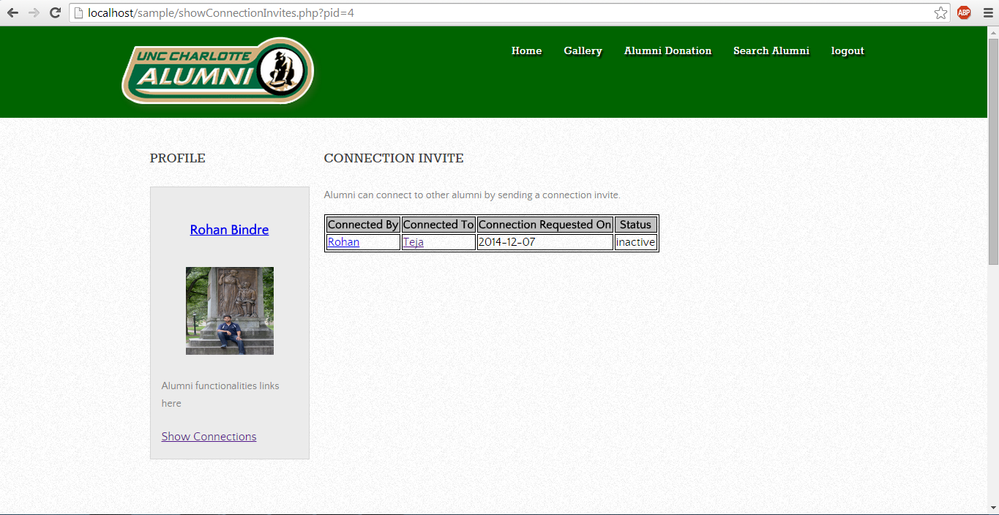 localhost/sample/showConnectionInvites.php?pid=4
ABP
UNC CHARLOTTE
ALUMNI
Home Gallery Alumni Donation Search Alumni logout
PROFILE
Rohan Bindre
Alumni functionalities links
here
Show Connections
CONNECTION INVITE
Alumni can connect to other alumni by sending a connection invite.
Connected By Connected To Connection Requested On Status
Rohan Teja 2014-12-07 inactive